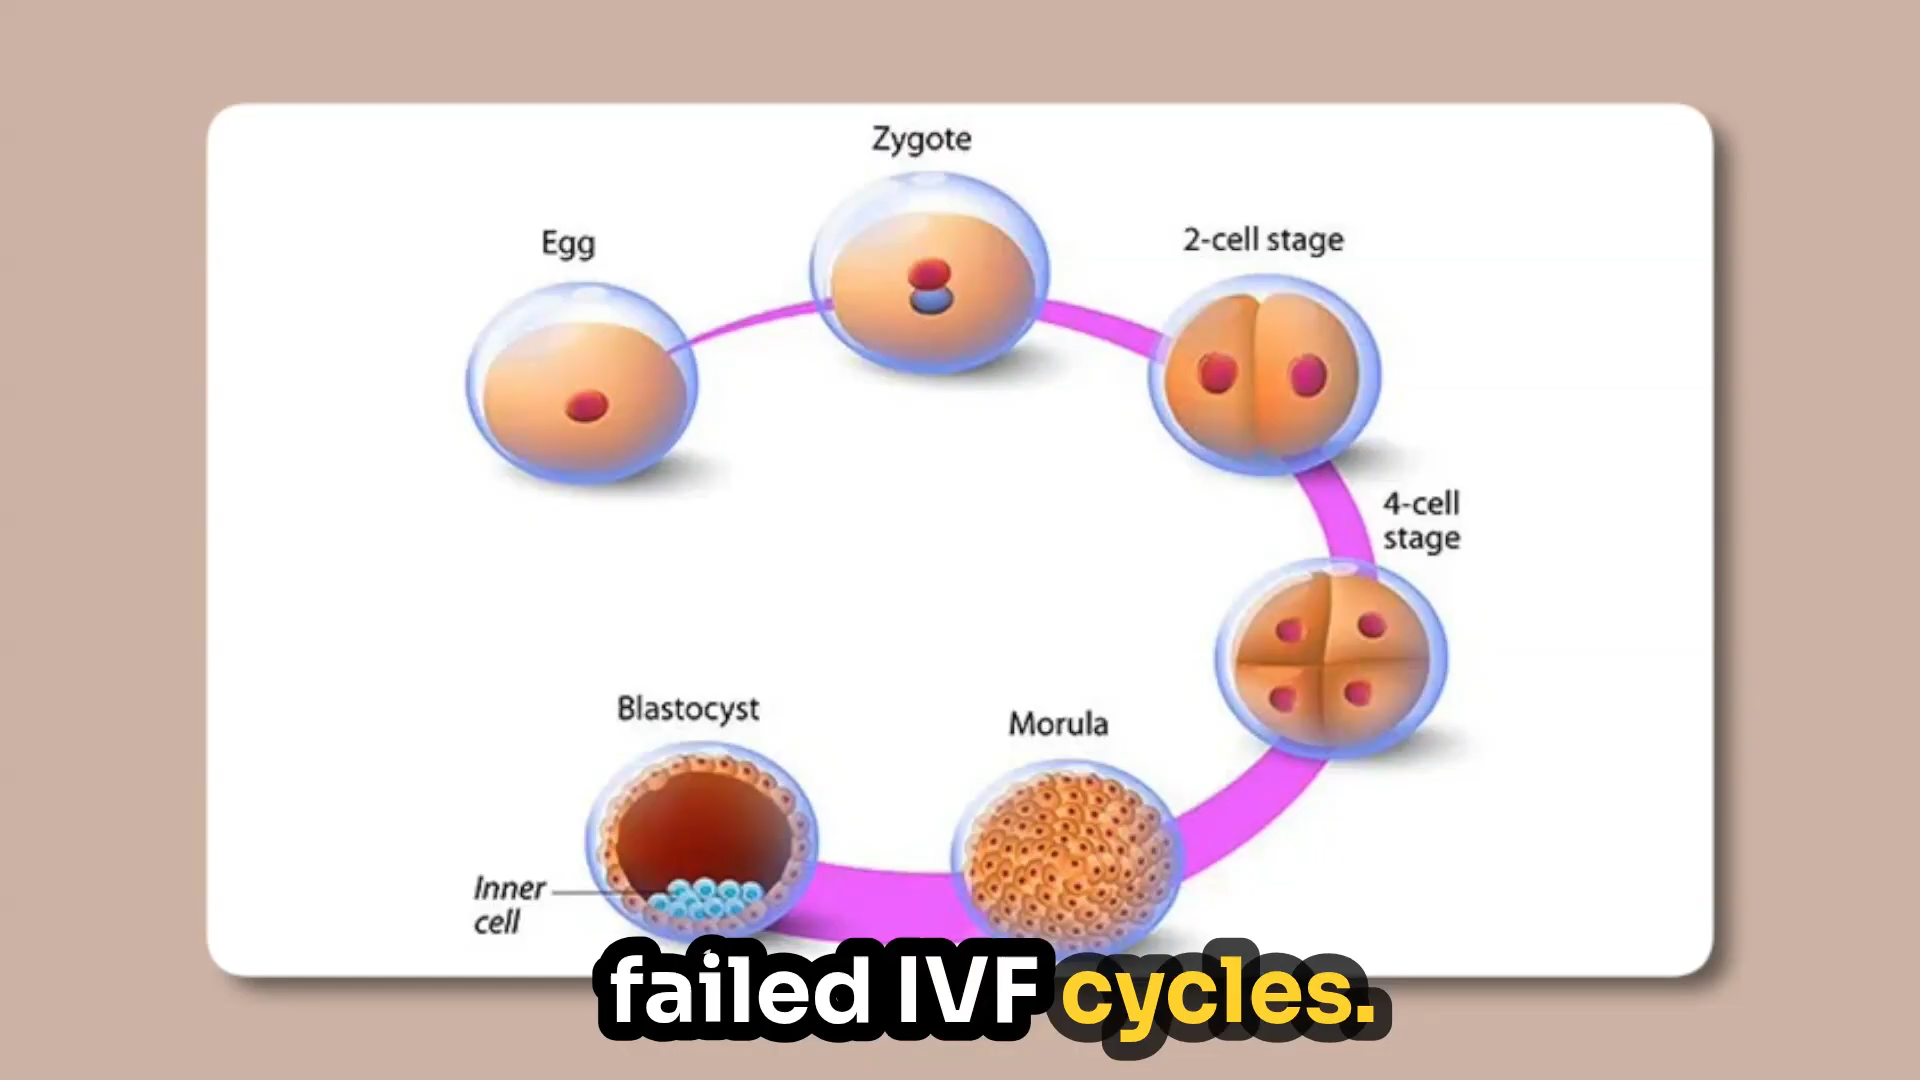 Zygote
Egg
2-cell stage
4-cell
stage
Blastocyst
Morula
Inner
cell
failed IVF cycles.